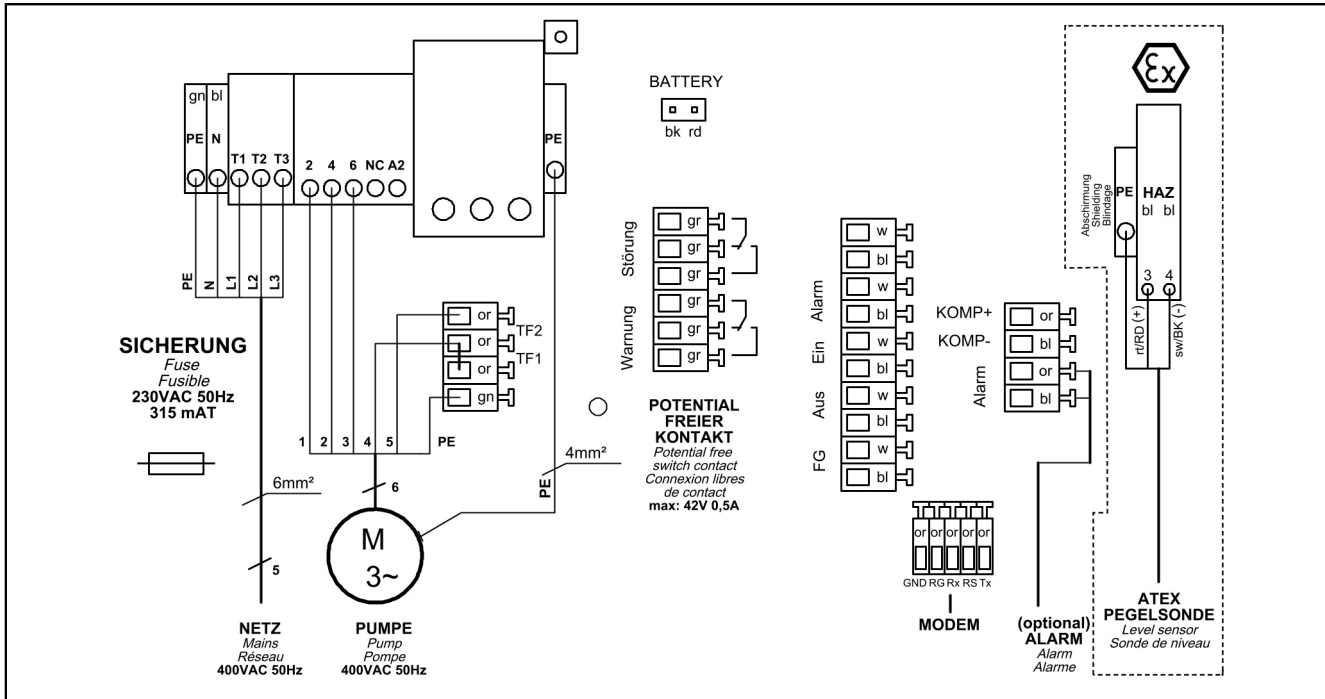 gn bl
PE N
T1 T2 T3
2 4 6 NC A2
PE
PE N L1 L2 L3
SICHERUNG
Fuse
Fusible
230VAC 50Hz
315 mAT
6mm²
5
NETZ
Mains
Réseau
400VAC 50Hz
or
or
or
gn
TF2
TF1
1 2 3 4 5 PE
6
M
3~
PUMPE
Pump
Pompe
400VAC 50Hz
PE
4mm²
BATTERY
bk rd
Störung
gr
gr
gr
Warnung
gr
gr
gr
POTENTIAL
FREIER
KONTAKT
Potential free
switch contact
Connexion libres
de contact
max: 42V 0,5A
w
bl
Alarm
w
bl
Ein
w
bl
Aus
w
bl
FG
w
bl
or or or or or
GND RG Rx RS Tx
MODEM
KOMP+ or
KOMP- bl
Alarm
or
bl
(optional)
ALARM
Alarm
Alarme
Ex
Abschirmung
Shielding
Blindage
PE
HAZ
bl bl
3 4
rt/RD (+)
sw/BK (-)
ATEX
PEGELSONDE
Level sensor
Sonde de niveau